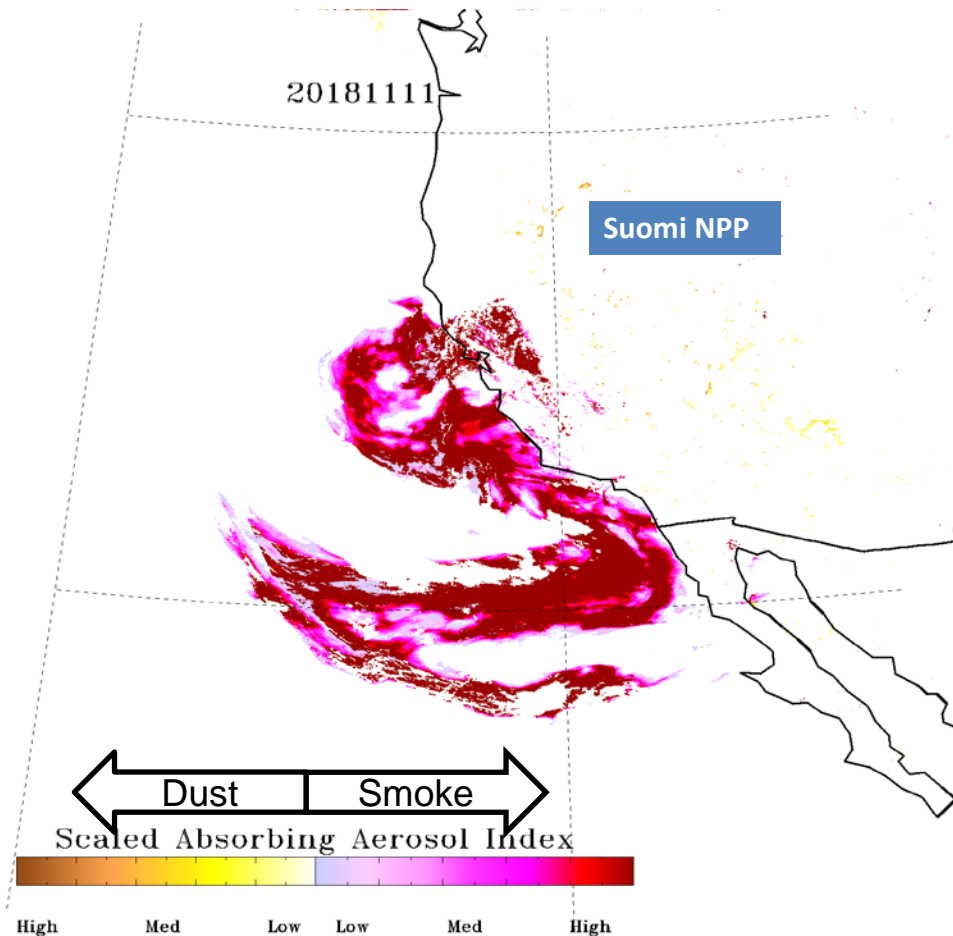 20181111
Suomi NPP
Dust Smoke
Scaled Absorbing Aerosol Index
High Med Low Low Med High